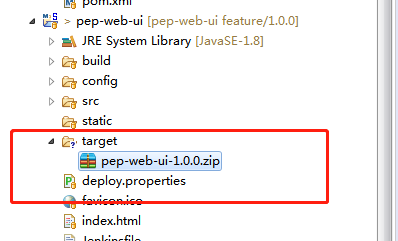 pom.xml
> pep-web-ui [pep-web-ui feature/1.0.0]
JRE System Library [JavaSE-1.8]
build
config
src
static
target
pep-web-ui-1.0.0.zip
deploy.properties
favicon.ico
index.html
Jenkinsfile